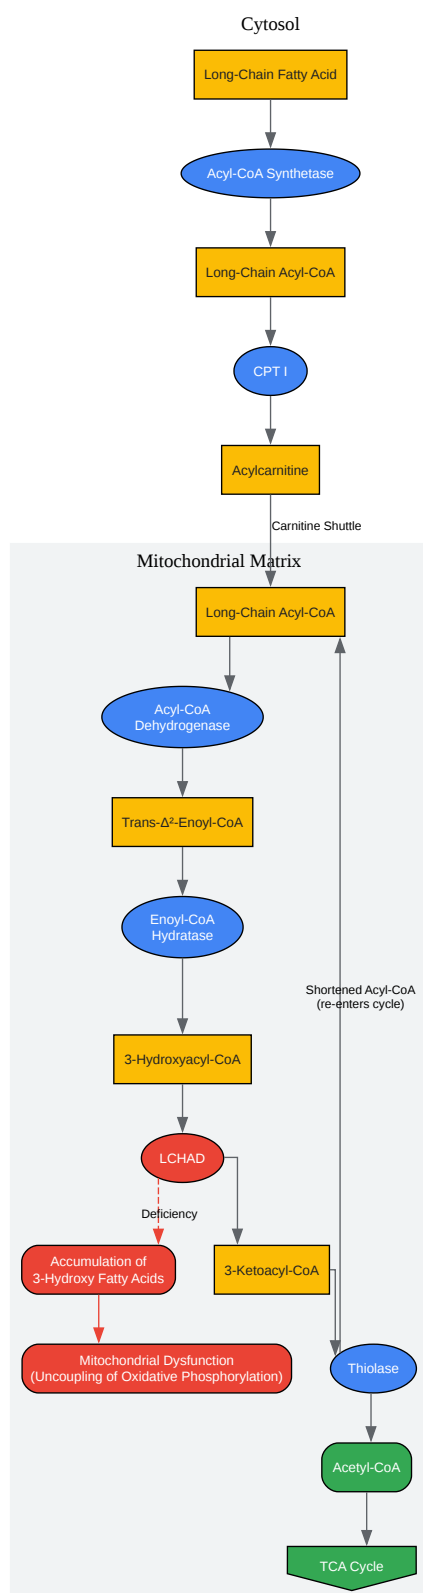 Cytosol
Long-Chain Fatty Acid
Acyl-CoA Synthetase
Long-Chain Acyl-CoA
CPT I
Acylcarnitine
Carnitine Shuttle
Mitochondrial Matrix
Long-Chain Acyl-CoA
Acyl-CoA
Dehydrogenase
Trans-Δ²-Enoyl-CoA
Enoyl-CoA
Hydratase
Shortened Acyl-CoA
(re-enters cycle)
3-Hydroxyacyl-CoA
LCHAD
Deficiency
Accumulation of
3-Hydroxy Fatty Acids
3-Ketoacyl-CoA
Mitochondrial Dysfunction
(Uncoupling of Oxidative Phosphorylation)
Thiolase
Acetyl-CoA
TCA Cycle